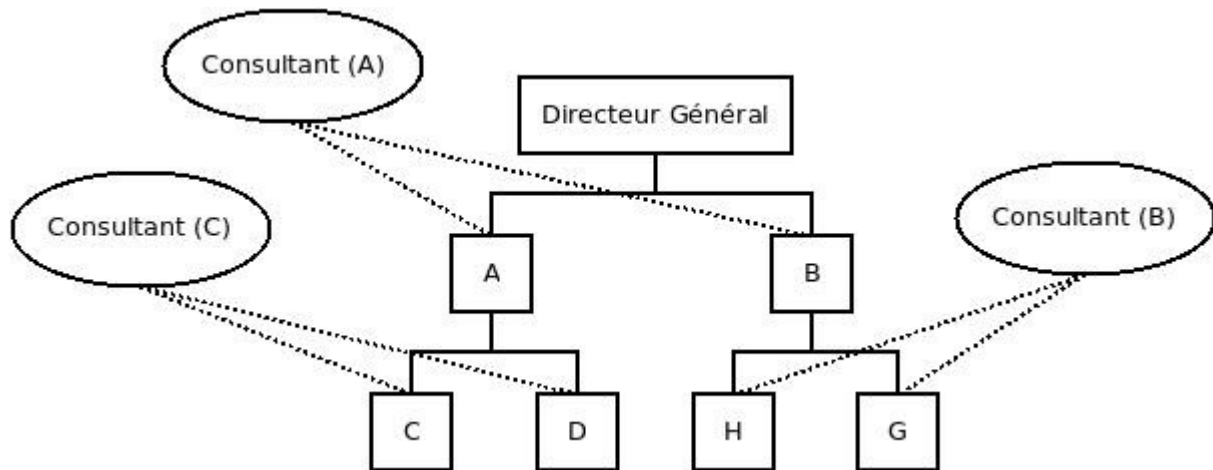 Consultant (A)
Directeur Général
Consultant (C)
Consultant (B)
A
B
C
D
H
G